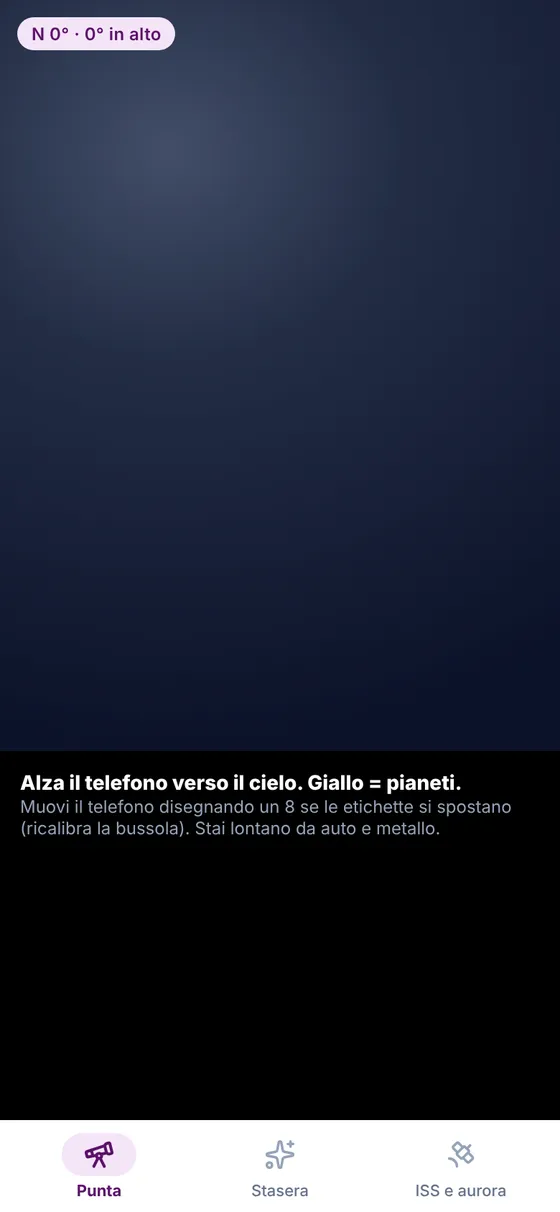 N 0° · 0° in alto
Alza il telefono verso il cielo. Giallo = pianeti.
Muovi il telefono disegnando un 8 se le etichette si spostano
(ricalibra la bussola). Stai lontano da auto e metallo.
Punta
Stasera
ISS e aurora